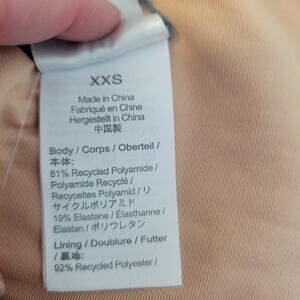 XXS
Made in China
Fabriqué en Chine
Hergestellt in China
中国製
Body / Corps / Oberteil /
本体:
81% Recycled Polyamide /
Polyamide Recyclé /
Recyceltes Polyamid / リ
サイクルポリアミド
19% Elastane / Élasthanne /
Elastan / ポリウレタン
Lining / Doublure / Futter
/ 裏地:
92% Recycled Polyester /